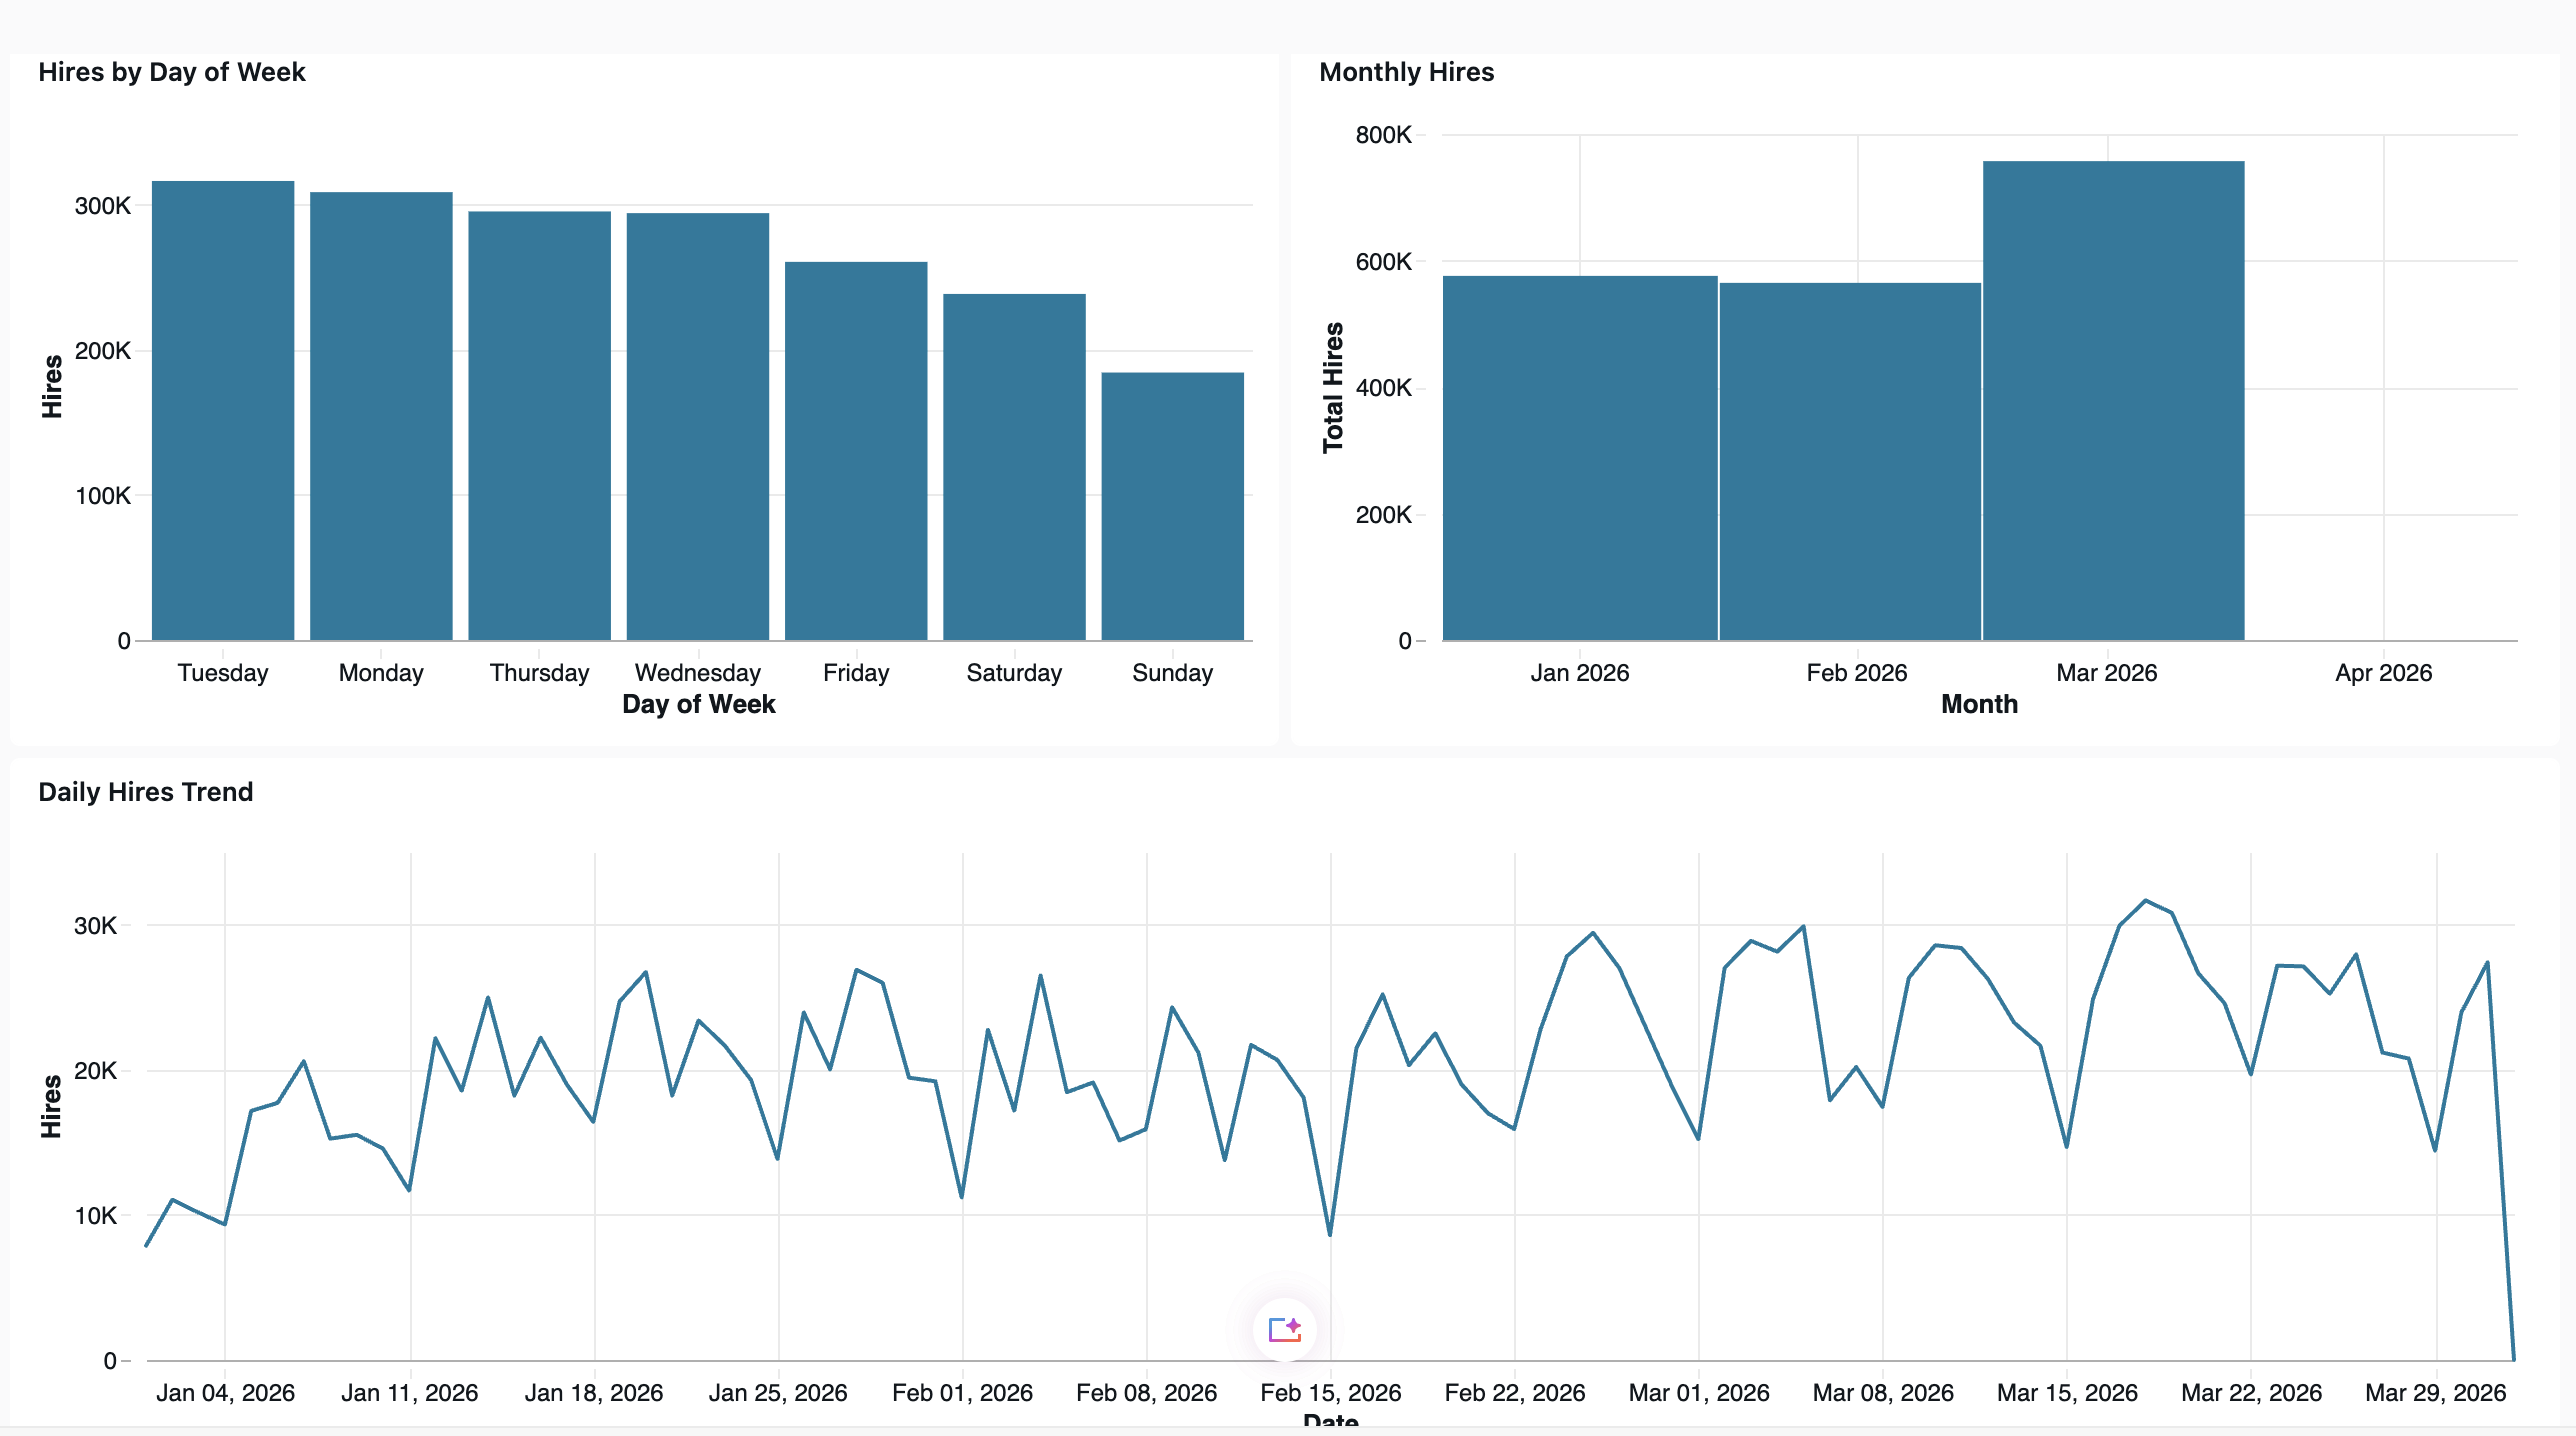 Hires by Day of Week
300K
200K
100K
0
Hires
Tuesday Monday Thursday Wednesday Friday Saturday Sunday
Day of Week
Monthly Hires
800K
600K
400K
200K
0
Total Hires
Jan 2026 Feb 2026 Mar 2026 Apr 2026
Month
Daily Hires Trend
30K
20K
10K
0
Hires
Jan 04, 2026 Jan 11, 2026 Jan 18, 2026 Jan 25, 2026 Feb 01, 2026 Feb 08, 2026 Feb 15, 2026 Feb 22, 2026 Mar 01, 2026 Mar 08, 2026 Mar 15, 2026 Mar 22, 2026 Mar 29, 2026
Date